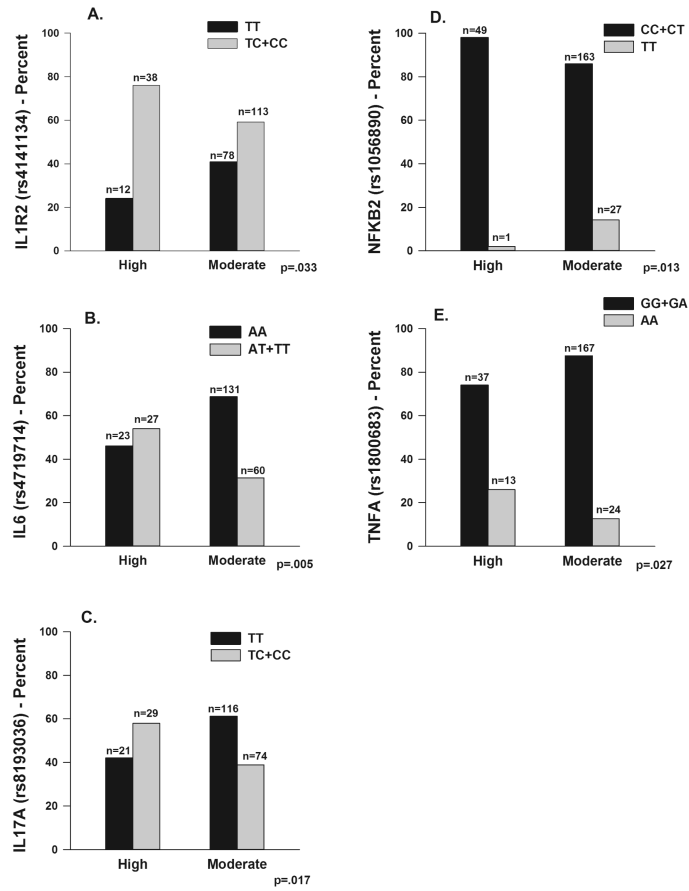 A.
TT
TC+CC
IL1R2 (rs4141134) - Percent
100
80
60
40
20
0
n=12
n=38
n=78
n=113
High
Moderate
p=.033
B.
AA
AT+TT
IL6 (rs4719714) - Percent
100
80
60
40
20
0
n=23
n=27
n=131
n=60
High
Moderate
p=.005
C.
TT
TC+CC
IL17A (rs8193036) - Percent
100
80
60
40
20
0
n=21
n=29
n=116
n=74
High
Moderate
p=.017
D.
CC+CT
TT
NFKB2 (rs1056890) - Percent
100
80
60
40
20
0
n=49
n=1
n=163
n=27
High
Moderate
p=.013
E.
GG+GA
AA
TNFA (rs1800683) - Percent
100
80
60
40
20
0
n=37
n=13
n=167
n=24
High
Moderate
p=.027